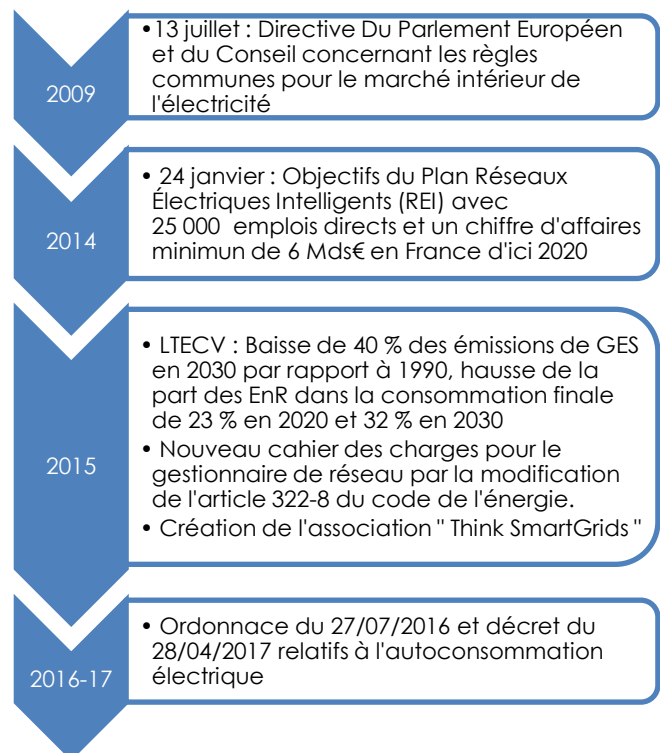 2009
•13 juillet : Directive Du Parlement Européen
et du Conseil concernant les règles
communes pour le marché intérieur de
l'électricité
2014
• 24 janvier : Objectifs du Plan Réseaux
Électriques Intelligents (REI) avec
25 000 emplois directs et un chiffre d'affaires
minimun de 6 Mds€ en France d'ici 2020
2015
• LTECV : Baisse de 40 % des émissions de GES
en 2030 par rapport à 1990, hausse de la
part des EnR dans la consommation finale
de 23 % en 2020 et 32 % en 2030
• Nouveau cahier des charges pour le
gestionnaire de réseau par la modification
de l'article 322-8 du code de l'énergie.
• Création de l'association " Think SmartGrids "
2016-17
• Ordonnace du 27/07/2016 et décret du
28/04/2017 relatifs à l'autoconsommation
électrique